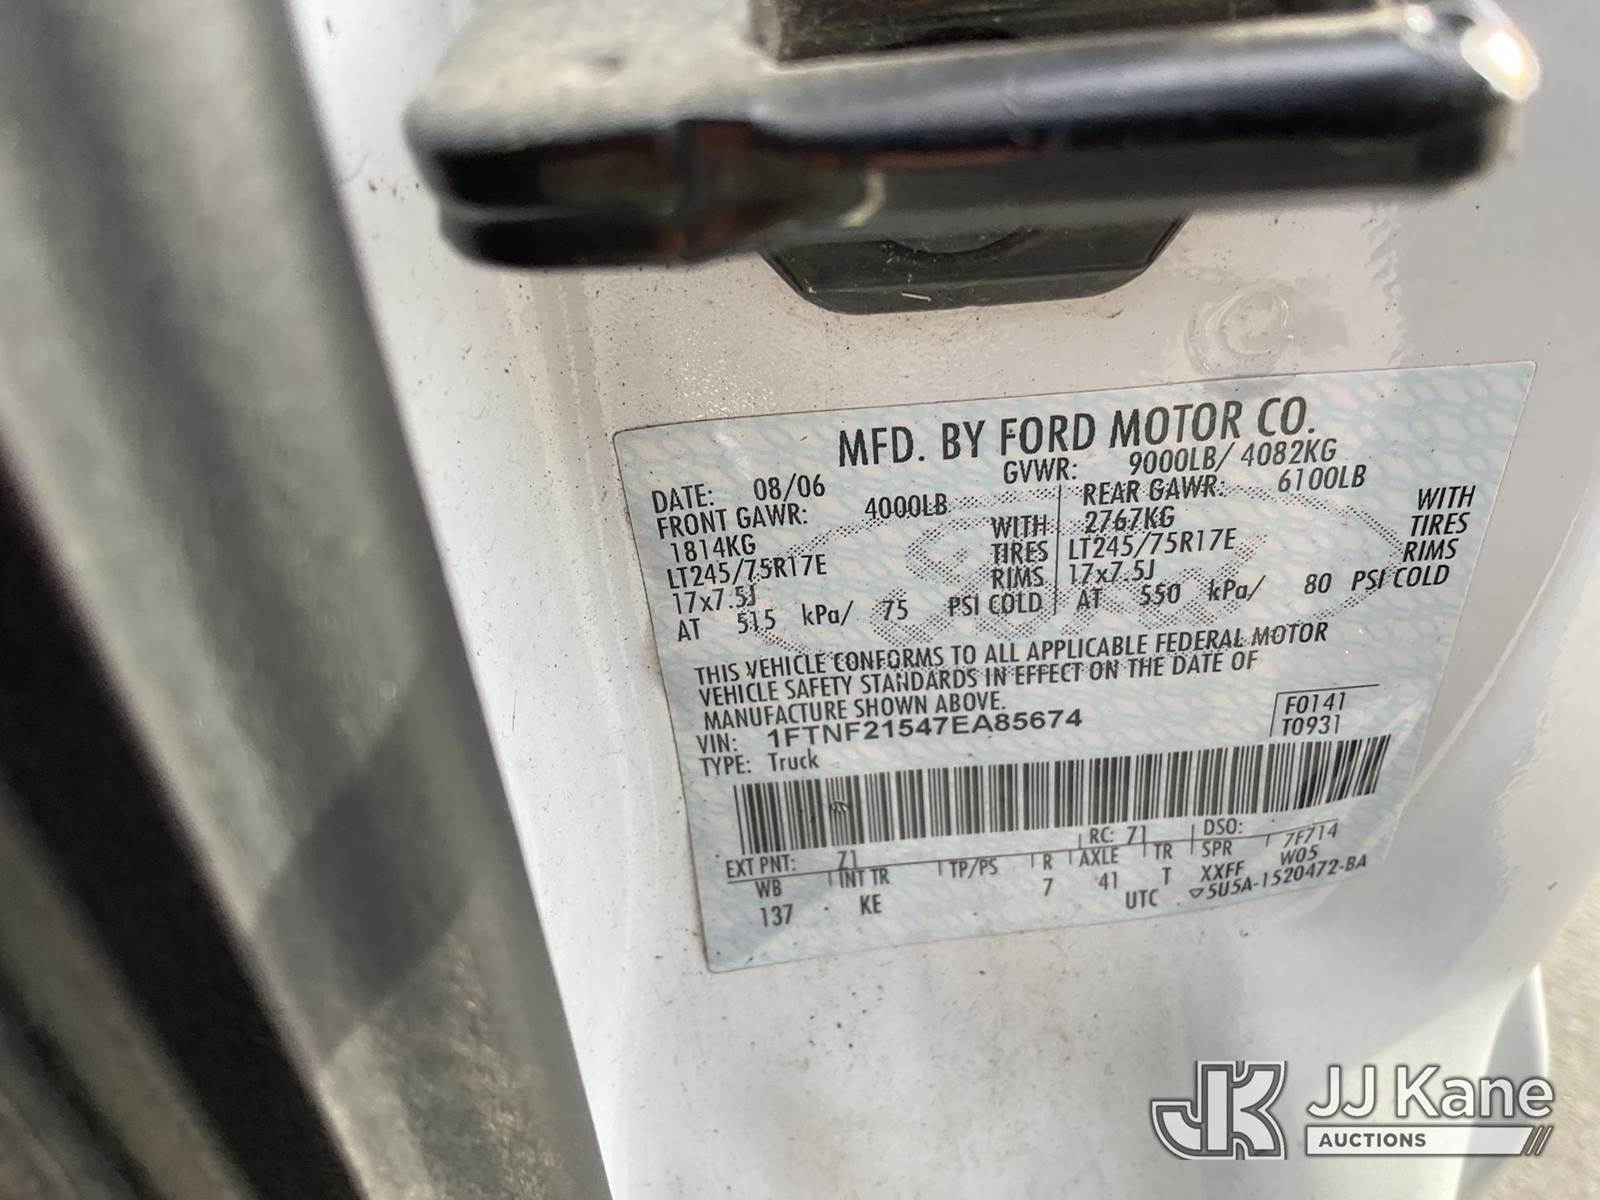 MFD. BY FORD MOTOR CO.
DATE: 08/06 GVWR: 9000LB/ 4082KG
FRONT GAWR: 4000LB REAR GAWR: 6100LB
1814KG WITH 2767KG WITH
LT245/75R17E TIRES LT245/75R17E TIRES
17x7.5J RIMS 17x7.5J RIMS
AT 515 kPa/ 75 PSI COLD AT 550 kPa/ 80 PSI COLD
THIS VEHICLE CONFORMS TO ALL APPLICABLE FEDERAL MOTOR
VEHICLE SAFETY STANDARDS IN EFFECT ON THE DATE OF
MANUFACTURE SHOWN ABOVE.
VIN: 1FTNF21547EA85674 F0141
TYPE: Truck T0931
EXT PNT: Z1 RC: 71 DSO: 7F714
WB INT TR TP/PS R AXLE TR SPR W05
137 KE 7 41 T XXFF
UTC 5U5A-1520472-BA
JK JJ Kane
AUCTIONS